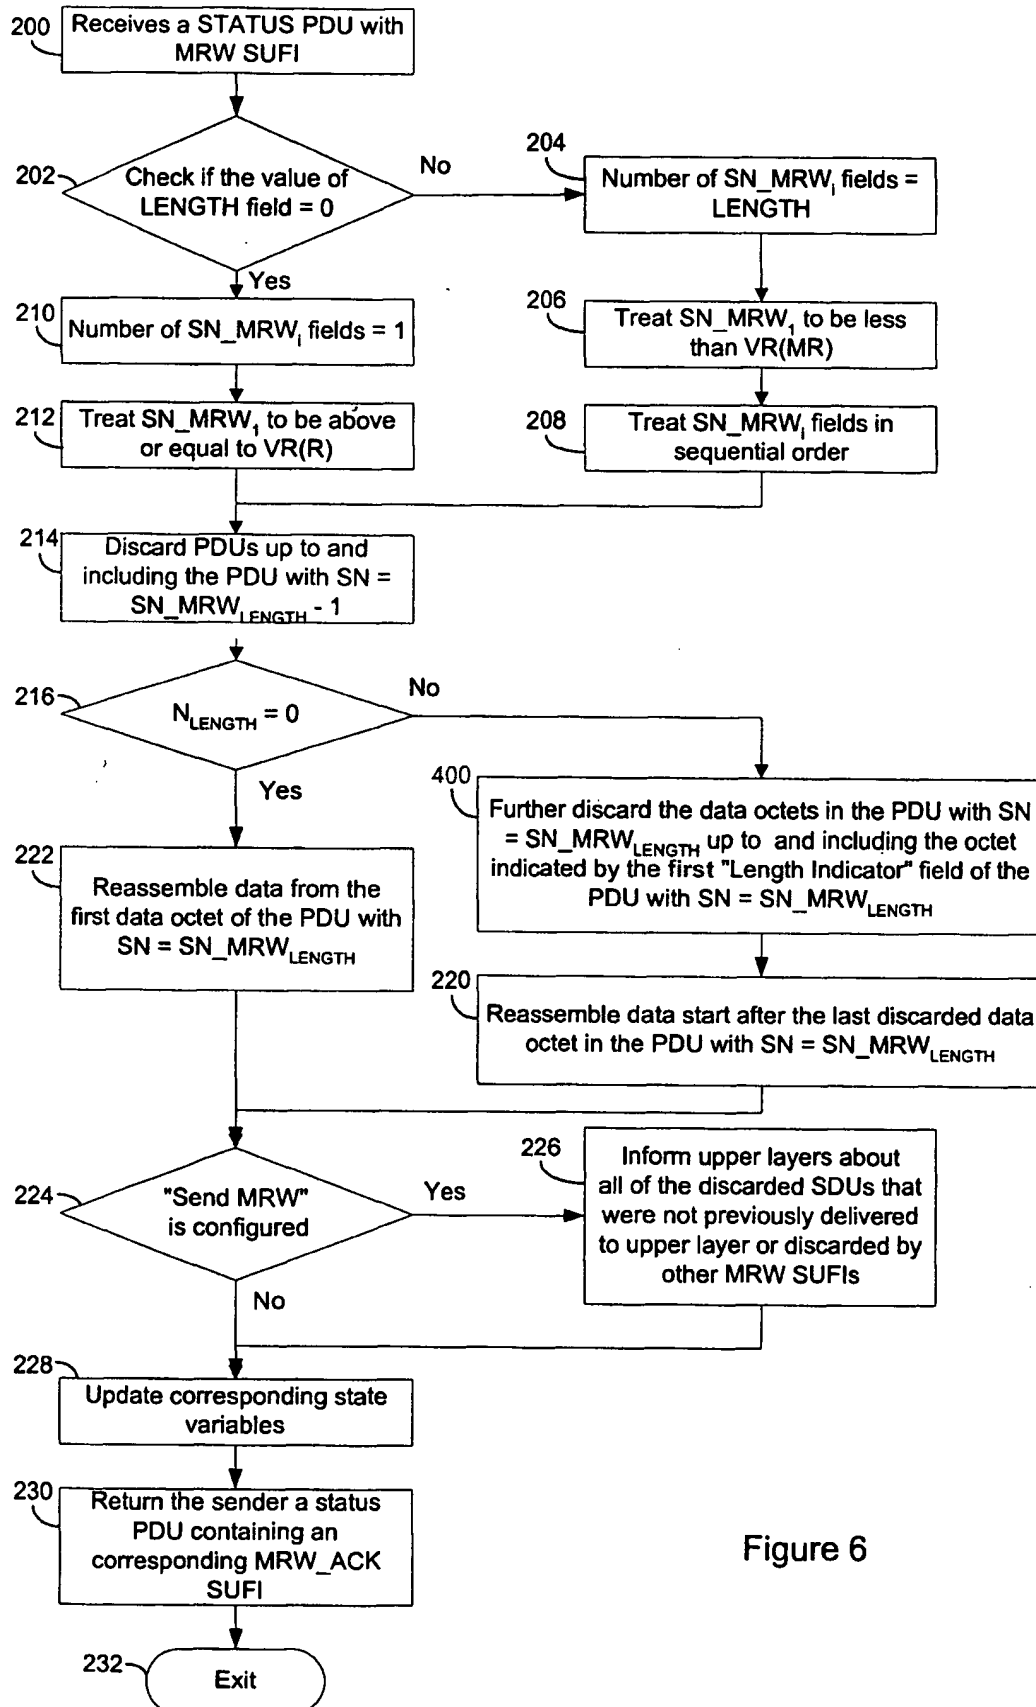 200
Receives a STATUS PDU with
MRW SUFI
202
Check if the value of
LENGTH field = 0
No
Yes
204
Number of SN_MRWi fields =
LENGTH
210
Number of SN_MRWi fields = 1
206
Treat SN_MRW1 to be less
than VR(MR)
212
Treat SN_MRW1 to be above
or equal to VR(R)
208
Treat SN_MRWi fields in
sequential order
214
Discard PDUs up to and
including the PDU with SN =
SN_MRWLENGTH - 1
216
NLENGTH = 0
No
Yes
400
Further discard the data octets in the PDU with SN
= SN_MRWLENGTH up to and including the octet
indicated by the first "Length Indicator" field of the
PDU with SN = SN_MRWLENGTH
222
Reassemble data from the
first data octet of the PDU with
SN = SN_MRWLENGTH
220
Reassemble data start after the last discarded data
octet in the PDU with SN = SN_MRWLENGTH
224
"Send MRW"
is configured
Yes
No
226
Inform upper layers about
all of the discarded SDUs that
were not previously delivered
to upper layer or discarded by
other MRW SUFIs
228
Update corresponding state
variables
230
Return the sender a status
PDU containing an
corresponding MRW_ACK
SUFI
232
Exit
Figure 6